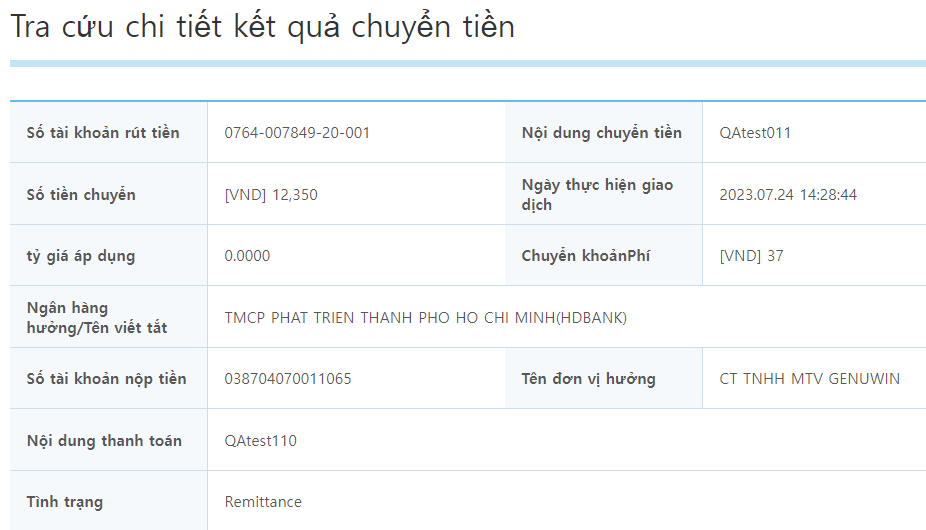 Tra cứu chi tiết kết quả chuyển tiền
Số tài khoản rút tiền 0764-007849-20-001 Nội dung chuyển tiền QAtest011
Số tiền chuyển [VND] 12,350 Ngày thực hiện giao
dịch 2023.07.24 14:28:44
tỷ giá áp dụng 0.0000 Chuyển khoảnPhí [VND] 37
Ngân hàng
hưởng/Tên viết tắt TMCP PHAT TRIEN THANH PHO HO CHI MINH(HDBANK)
Số tài khoản nộp tiền 038704070011065 Tên đơn vị hưởng CT TNHH MTV GENUWIN
Nội dung thanh toán QAtest110
Tình trạng Remittance